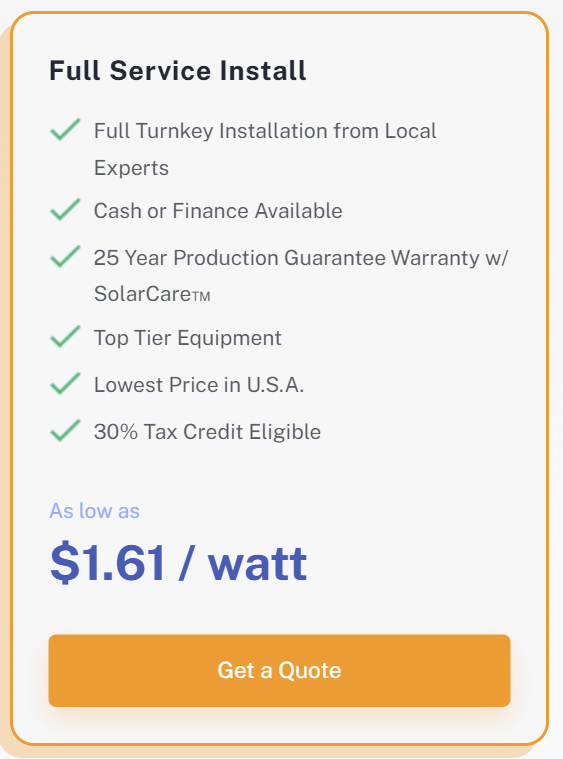 Full Service Install
Full Turnkey Installation from Local
Experts
Cash or Finance Available
25 Year Production Guarantee Warranty w/
SolarCare™
Top Tier Equipment
Lowest Price in U.S.A.
30% Tax Credit Eligible
As low as
$1.61 / watt
Get a Quote